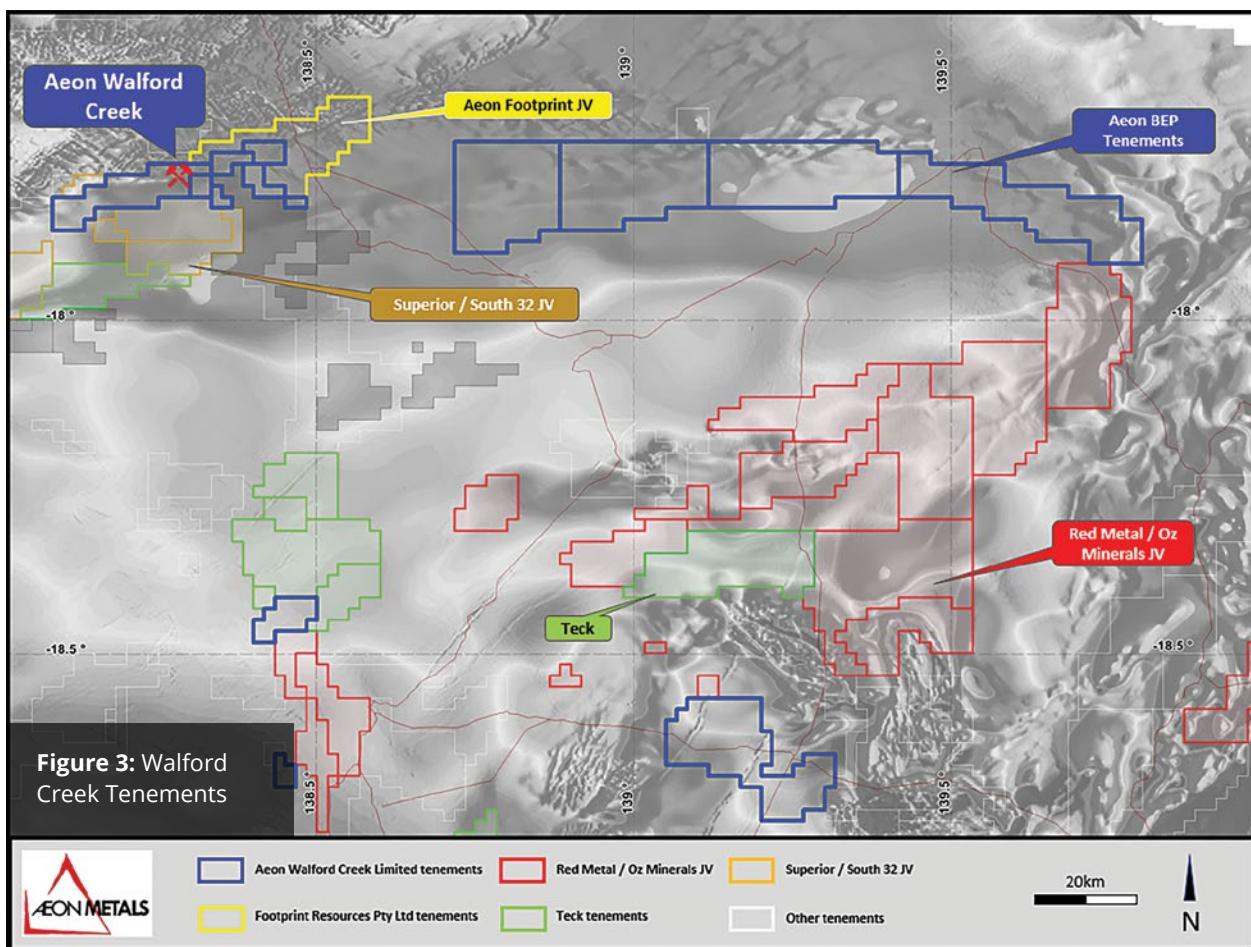 138.5 °
139 °
139.5 °
Aeon Walford
Creek
Aeon Footprint JV
Aeon BEP
Tenements
Superior / South 32 JV
-18 °
-18 °
Red Metal / Oz
Minerals JV
Teck
-18.5 °
-18.5 °
Figure 3: Walford
Creek Tenements
138.5 °
139 °
139.5 °
AEON METALS
Aeon Walford Creek Limited tenements
Red Metal / Oz Minerals JV
Superior / South 32 JV
Footprint Resources Pty Ltd tenements
Teck tenements
Other tenements
20km
N